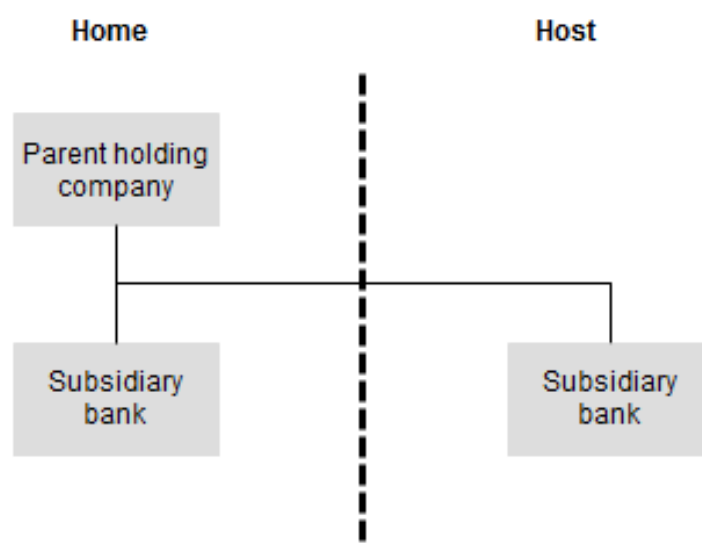 Home
Host
Parent holding
company
Subsidiary
bank
Subsidiary
bank